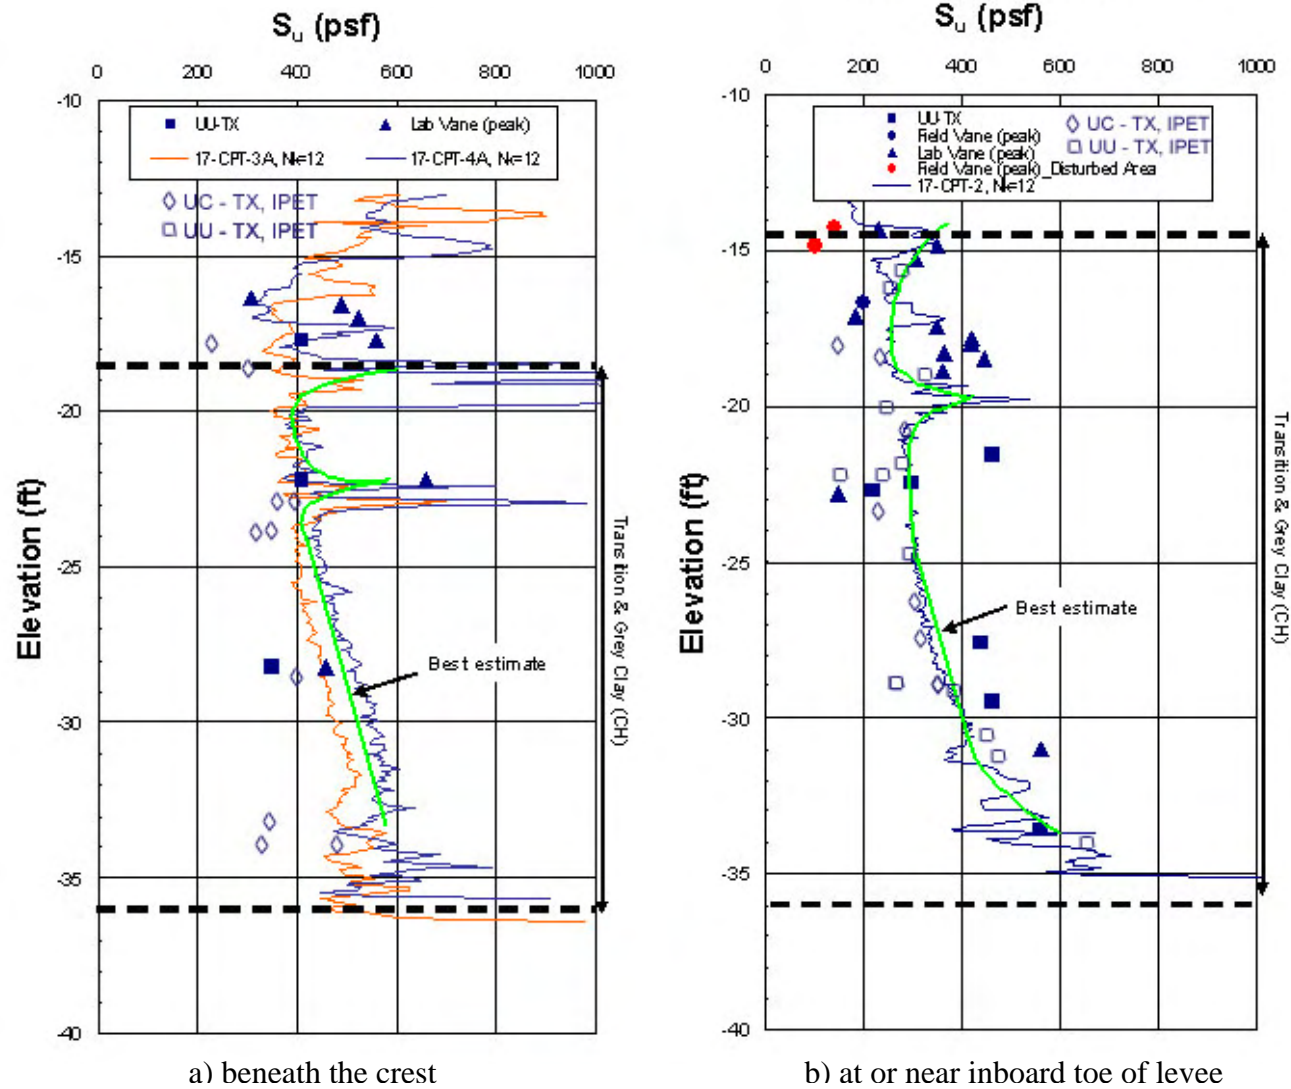 S_u (psf)
0 200 400 600 800 1000
-10
UU-TX
Lab Vane (peak)
17-CPT-3A, Nk=12
17-CPT-4A, Nk=12
UC - TX, IPET
UU - TX, IPET
-15
-20
-25
-30
-35
-40
Elevation (ft)
Best estimate
Transition & Grey Clay (CH)
a) beneath the crest
S_u (psf)
0 200 400 600 800 1000
-10
UU-TX
Field Vane (peak)
Lab Vane (peak)
Field Vane (peak)_Disturbed Area
17-CPT-2, Nk=12
UC - TX, IPET
UU - TX, IPET
-15
-20
-25
-30
-35
-40
Elevation (ft)
Best estimate
Transition & Grey Clay (CH)
b) at or near inboard toe of levee